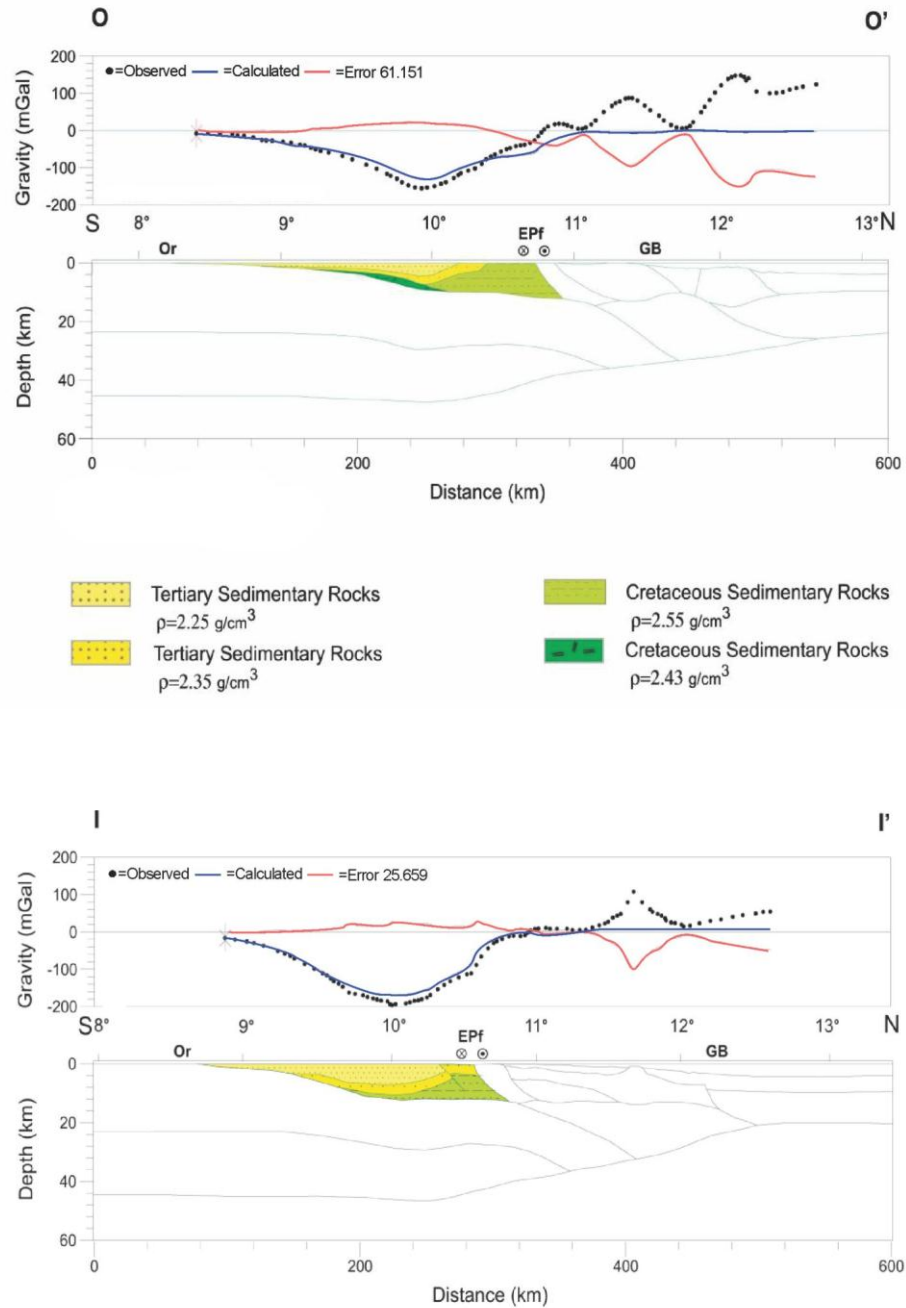 O O'
200
100
0
-100
-200
Gravity (mGal)
●=Observed =Calculated =Error 61.151
S 8° 9° 10° 11° 12° 13° N
Or EPf GB
0
20
40
60
Depth (km)
0 200 400 600
Distance (km)
Tertiary Sedimentary Rocks
ρ=2.25 g/cm³
Cretaceous Sedimentary Rocks
ρ=2.55 g/cm³
Tertiary Sedimentary Rocks
ρ=2.35 g/cm³
Cretaceous Sedimentary Rocks
ρ=2.43 g/cm³
I I'
200
100
0
-100
-200
Gravity (mGal)
●=Observed =Calculated =Error 25.659
S 8° 9° 10° 11° 12° 13° N
Or EPf GB
0
20
40
60
Depth (km)
0 200 400 600
Distance (km)